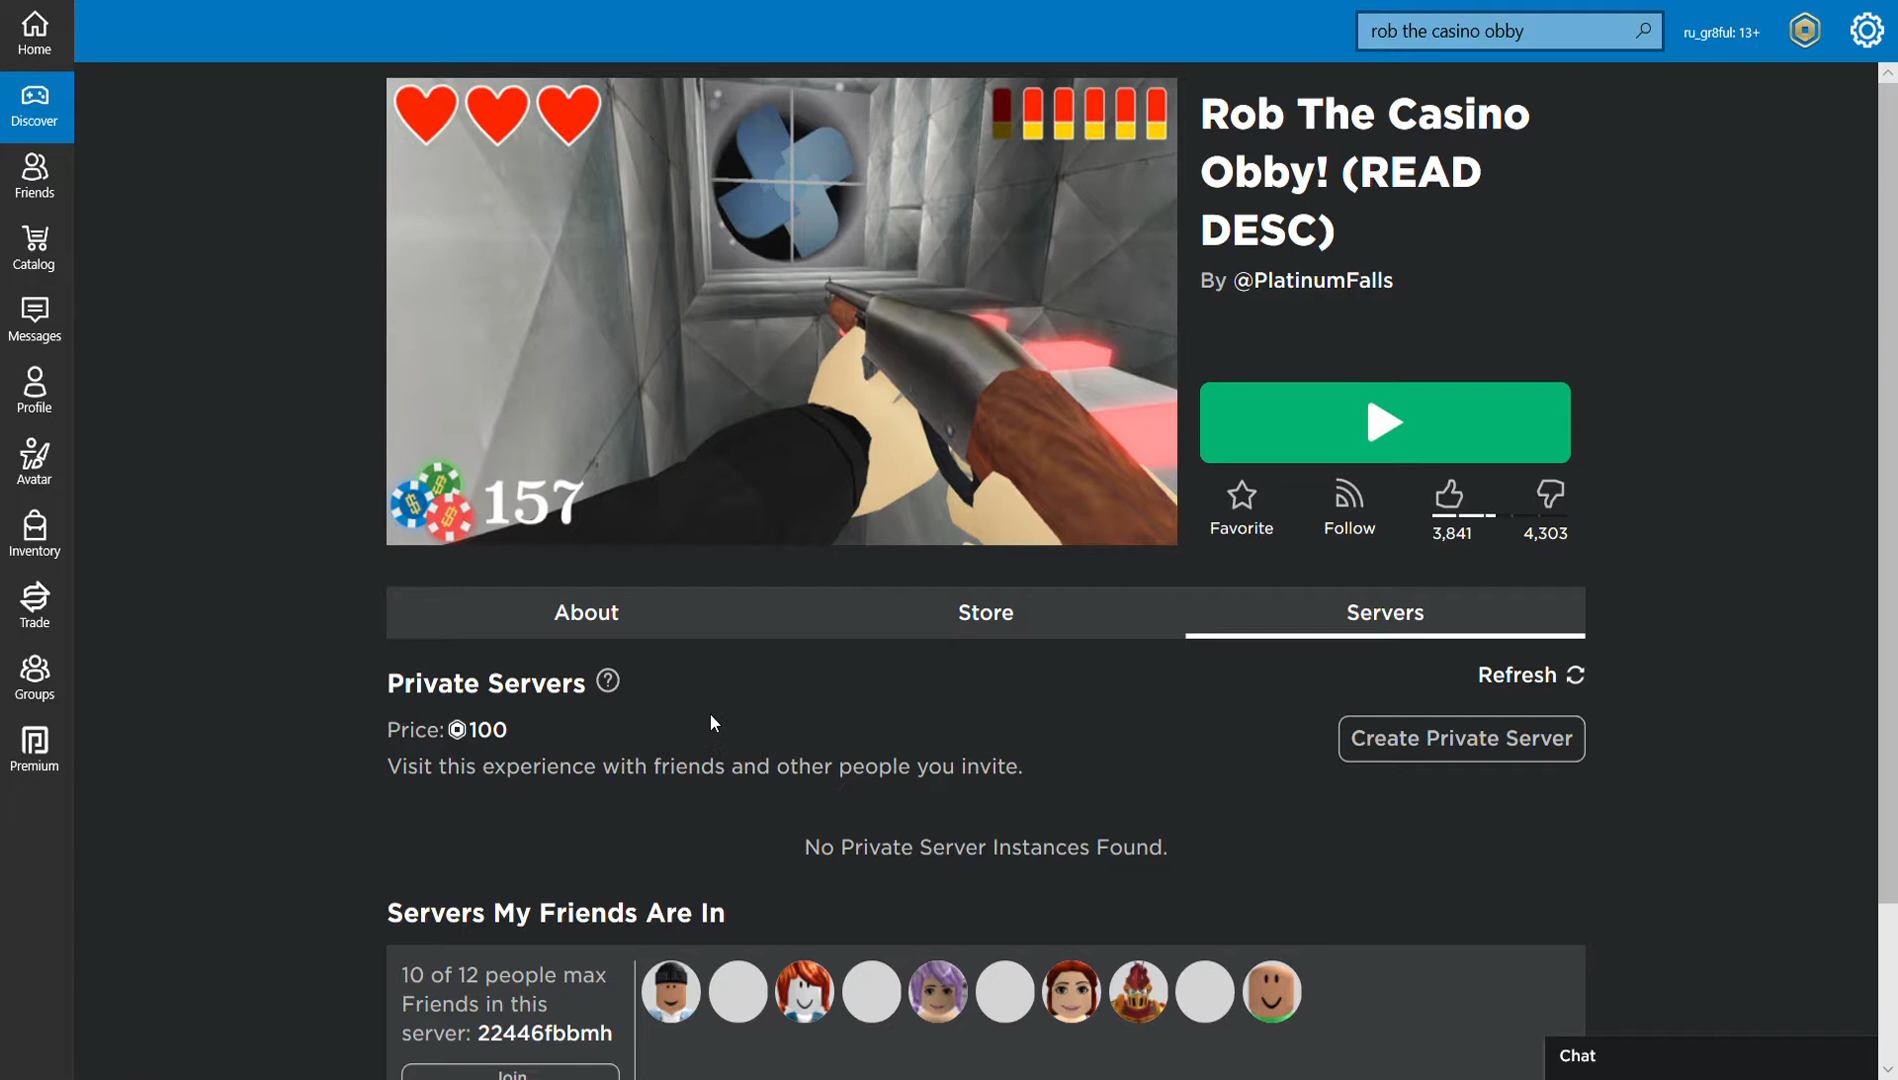 Home
Discover
Friends
Catalog
Messages
Profile
Avatar
Inventory
Trade
Groups
Premium
rob the casino obby
ru_gr8ful: 13+
157
Rob The Casino
Obby! (READ
DESC)
By @PlatinumFalls
Favorite
Follow
3,841
4,303
About
Store
Servers
Private Servers
Refresh
Price: 100
Create Private Server
Visit this experience with friends and other people you invite.
No Private Server Instances Found.
Servers My Friends Are In
10 of 12 people max
Friends in this
server: 22446fbbmh
Join
Chat